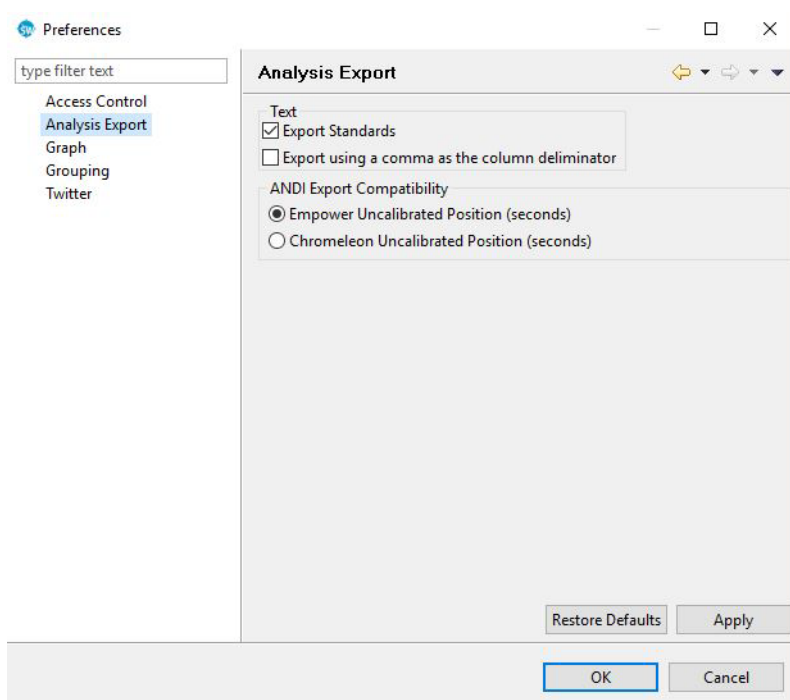 SW Preferences
type filter text
Access Control
Analysis Export
Graph
Grouping
Twitter
Analysis Export
Text
Export Standards
Export using a comma as the column deliminator
ANDI Export Compatibility
Empower Uncalibrated Position (seconds)
Chromeleon Uncalibrated Position (seconds)
Restore Defaults
Apply
OK
Cancel